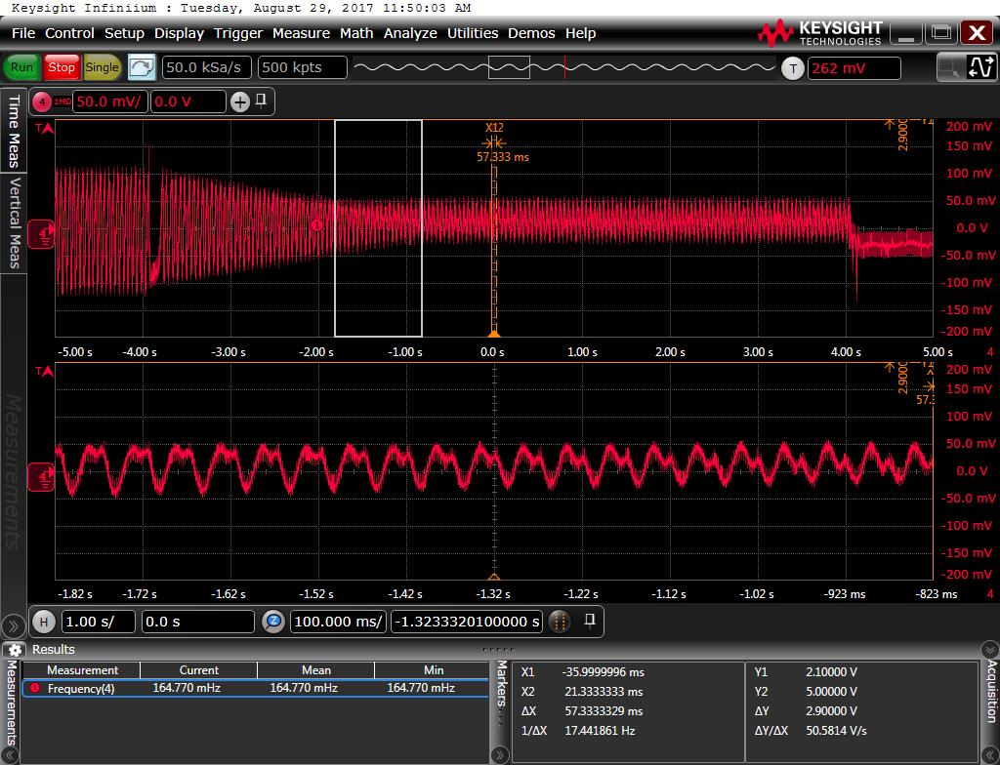 Keysight Infiniium : Tuesday, August 29, 2017 11:50:03 AM
File Control Setup Display Trigger Measure Math Analyze Utilities Demos Help
KEYSIGHT
TECHNOLOGIES
Run Stop Single 50.0 kSa/s 500 kpts T 262 mV
4 1MΩ 50.0 mV/ 0.0 V
Time Meas
Vertical Meas
Measurements
T
X12
57.333 ms
2.9000
Y1
200 mV
150 mV
100 mV
50.0 mV
0.0 V
-50.0 mV
-100 mV
-150 mV
-200 mV
-5.00 s -4.00 s -3.00 s -2.00 s -1.00 s 0.0 s 1.00 s 2.00 s 3.00 s 4.00 s 5.00 s 4
T
2.9000
57.3
200 mV
150 mV
100 mV
50.0 mV
0.0 V
-50.0 mV
-100 mV
-150 mV
-200 mV
-1.82 s -1.72 s -1.62 s -1.52 s -1.42 s -1.32 s -1.22 s -1.12 s -1.02 s -923 ms -823 ms 4
H 1.00 s/ 0.0 s 100.000 ms/ -1.3233320100000 s
Results
Measurements
Measurement Current Mean Min
Frequency(4) 164.770 mHz 164.770 mHz 164.770 mHz
Markers
X1 -35.9999996 ms
X2 21.3333333 ms
ΔX 57.3333329 ms
1/ΔX 17.441861 Hz
Y1 2.10000 V
Y2 5.00000 V
ΔY 2.90000 V
ΔY/ΔX 50.5814 V/s
Acquisition